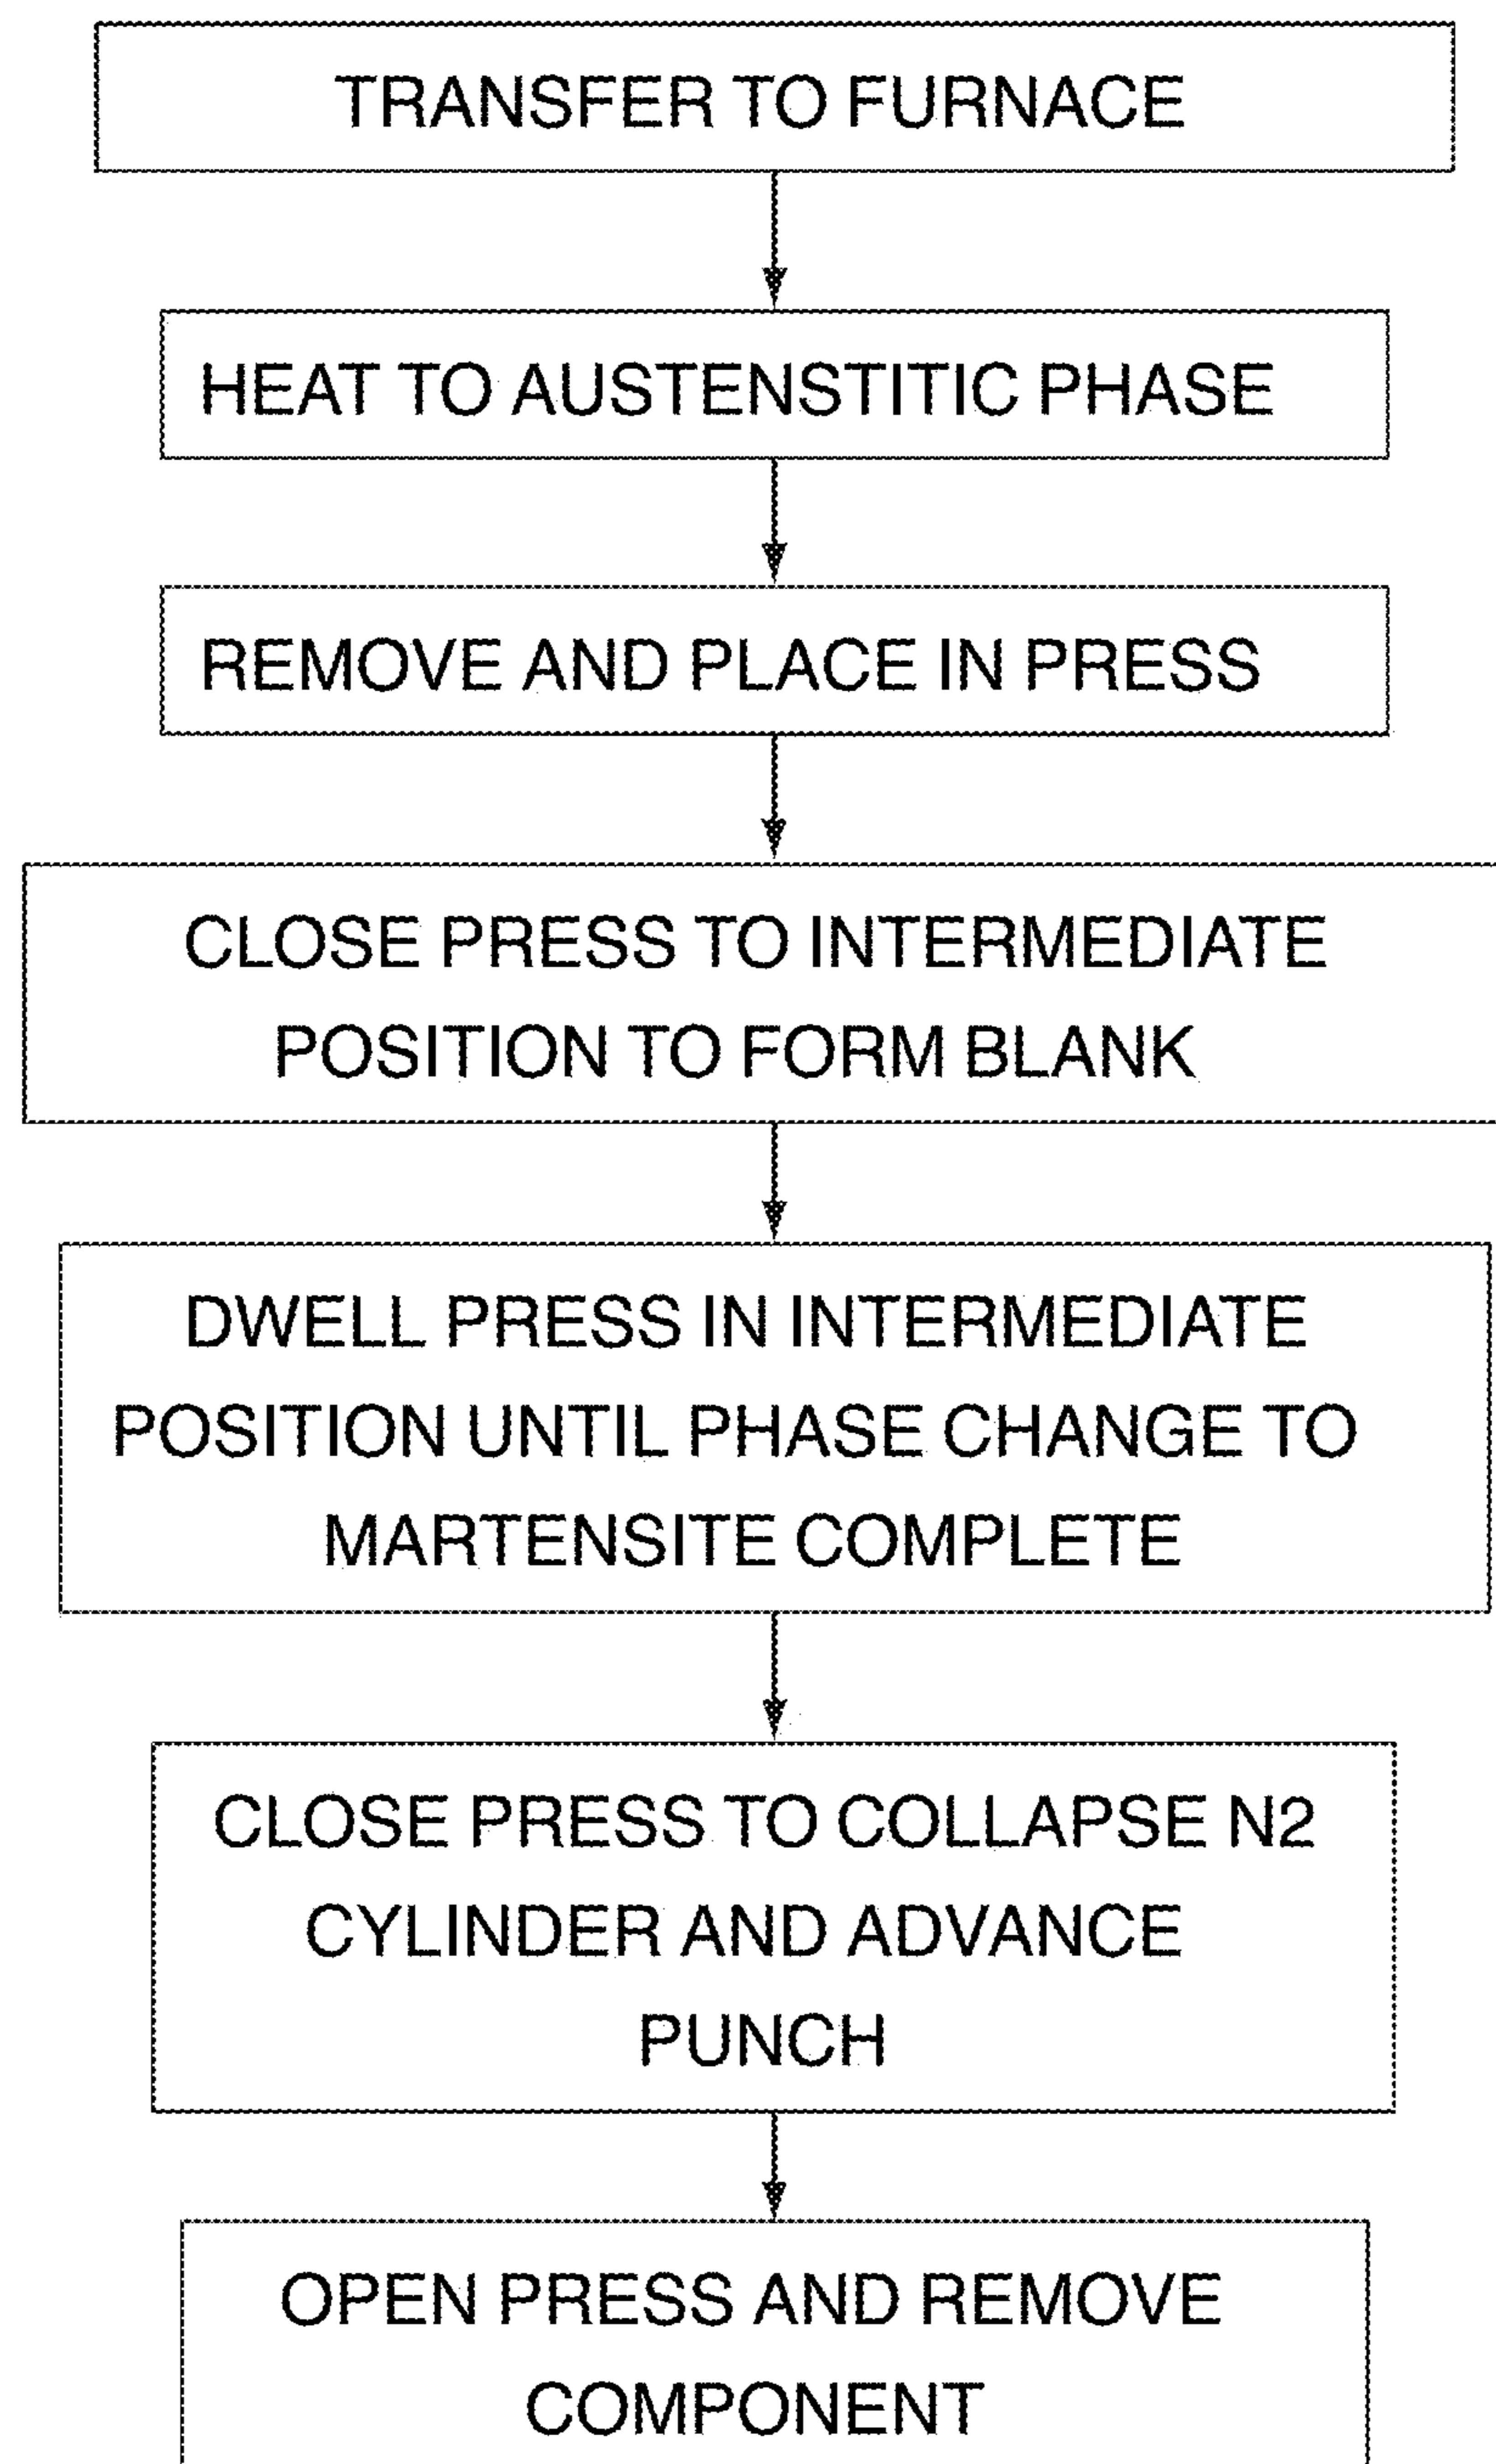 TRANSFER TO FURNACE
HEAT TO AUSTENSTITIC PHASE
REMOVE AND PLACE IN PRESS
CLOSE PRESS TO INTERMEDIATE
POSITION TO FORM BLANK
DWELL PRESS IN INTERMEDIATE
POSITION UNTIL PHASE CHANGE TO
MARTENSITE COMPLETE
CLOSE PRESS TO COLLAPSE N2
CYLINDER AND ADVANCE
PUNCH
OPEN PRESS AND REMOVE
COMPONENT